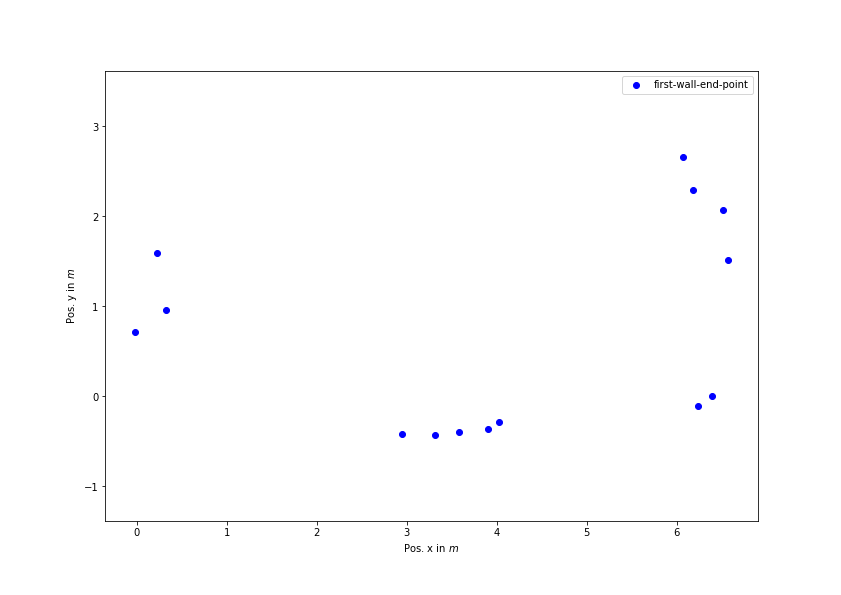 first-wall-end-point
3
2
1
0
−1
Pos. y in m
0 1 2 3 4 5 6
Pos. x in m